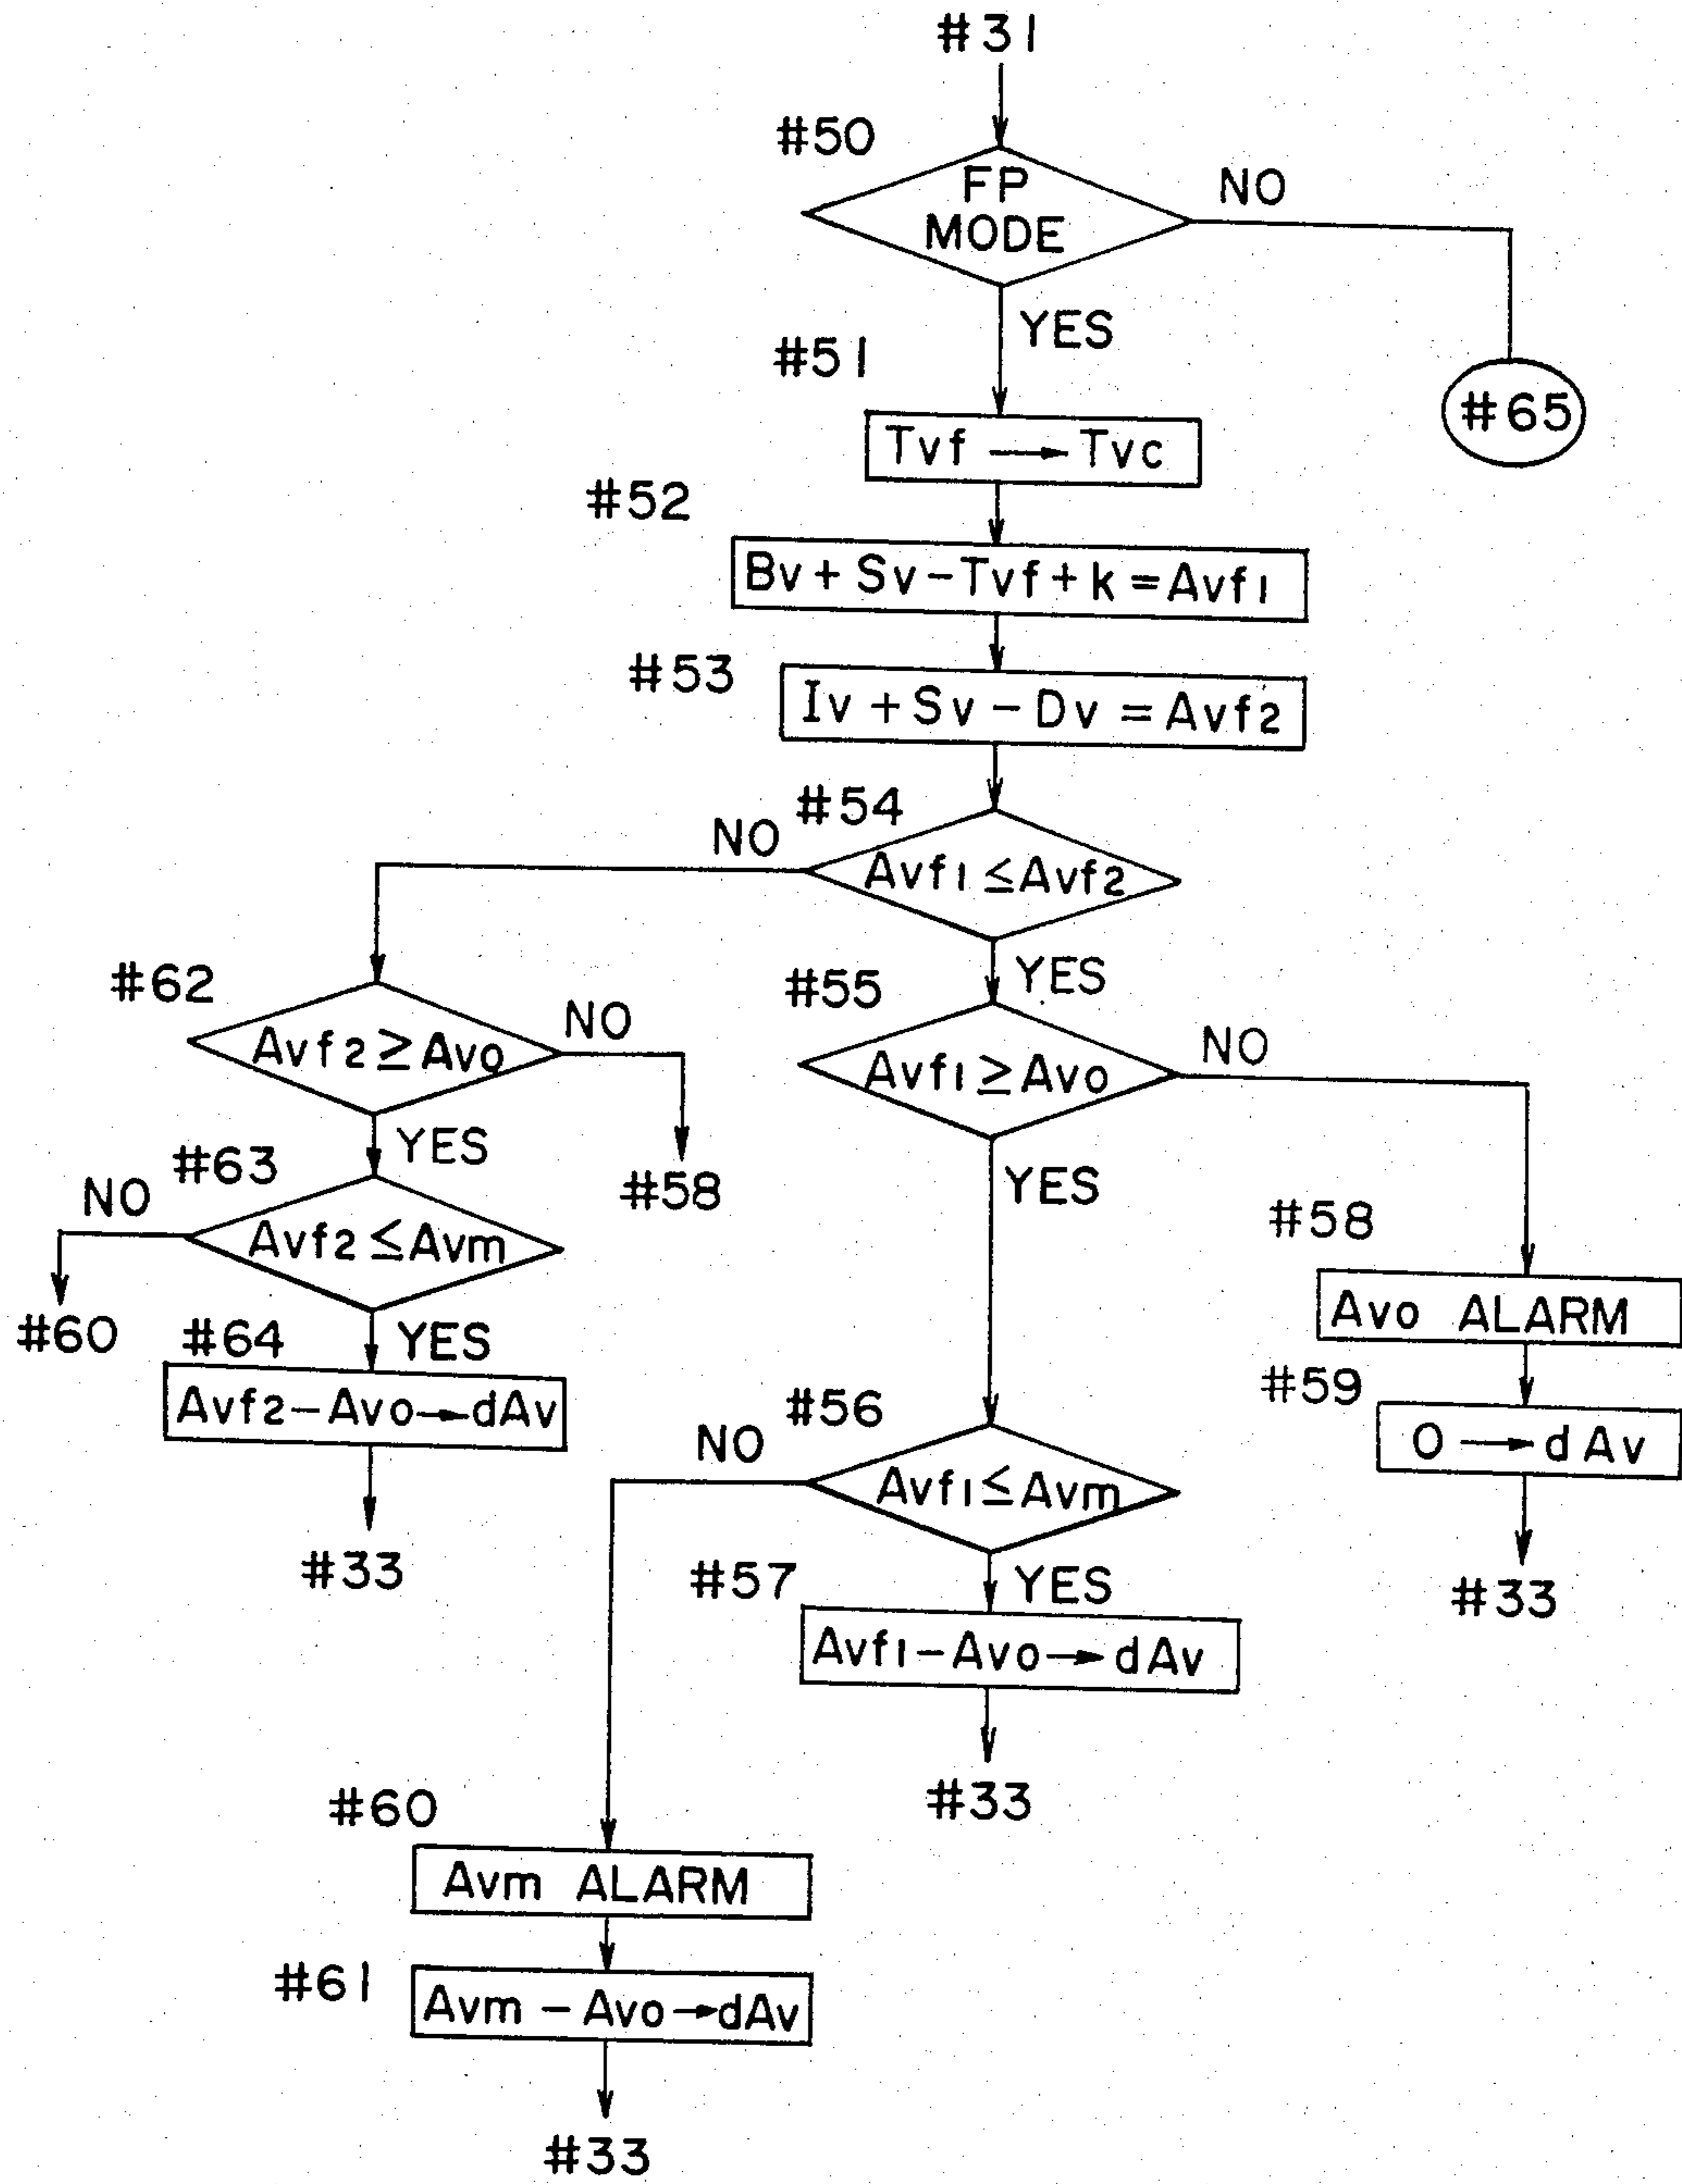 #31
#50
FP
MODE
NO
YES
#65
#51
Tvf → Tvc
#52
Bv + Sv - Tvf + k = Avf1
#53
Iv + Sv - Dv = Avf2
#54
NO
Avf1 ≤ Avf2
YES
#62
Avf2 ≥ Avo
NO
#58
YES
#55
Avf1 ≥ Avo
NO
YES
#63
NO
Avf2 ≤ Avm
#60
YES
#64
Avf2 - Avo → dAv
#33
#58
Avo ALARM
#59
O → dAv
#33
#56
NO
Avf1 ≤ Avm
YES
#57
Avf1 - Avo → dAv
#33
#60
Avm ALARM
#61
Avm - Avo → dAv
#33